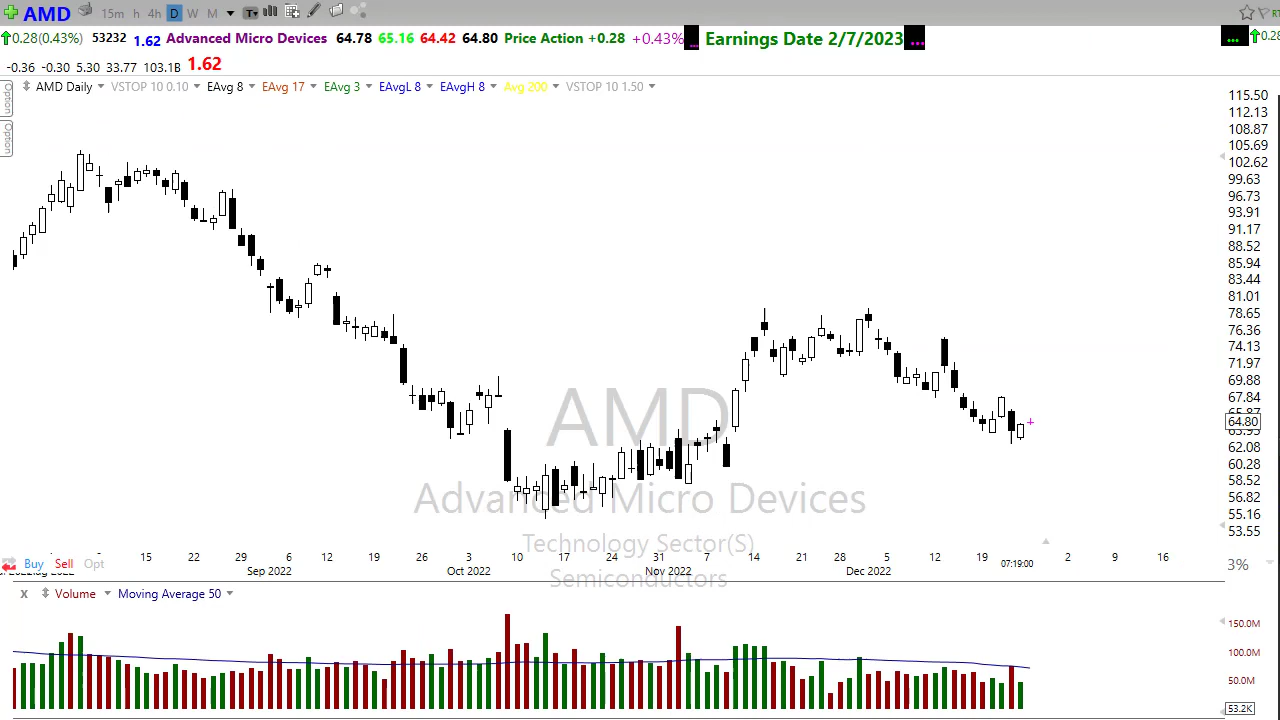 AMD 15m h 4h D W M T
0.28(0.43%) 53232 1.62 Advanced Micro Devices 64.78 65.16 64.42 64.80 Price Action +0.28 +0.43% ... Earnings Date 2/7/2023 ... ... 0.28
-0.36 -0.30 5.30 33.77 103.1B 1.62
AMD Daily VSTOP 10 0.10 EAvg 8 EAvg 17 EAvg 3 EAvgL 8 EAvgH 8 Avg 200 VSTOP 10 1.50
Option
Option
115.50
112.13
108.87
105.69
102.62
99.63
96.73
93.91
91.17
88.52
85.94
83.44
81.01
78.65
76.36
74.13
71.97
69.88
67.84
65.87
64.80
62.08
60.28
58.52
56.82
55.16
53.55
AMD
Advanced Micro Devices
Technology Sector(S)
Semiconductors
15 22 29 6 12 19 26 3 10 17 24 31 7 14 21 28 5 12 19 2 9 16
Buy Sell Opt
2022 Sep 2022 Oct 2022 Nov 2022 Dec 2022 07:19:00
3%
X Volume Moving Average 50
150.0M
100.0M
50.0M
53.2K